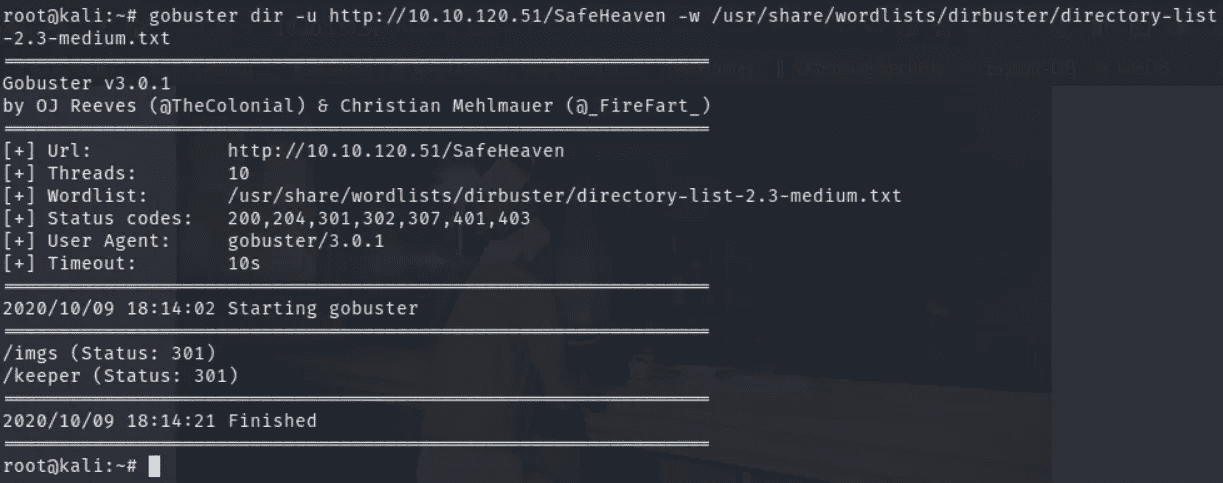 root@kali:~# gobuster dir -u http://10.10.120.51/SafeHeaven -w /usr/share/wordlists/dirbuster/directory-list
-2.3-medium.txt
===============================================================
Gobuster v3.0.1
by OJ Reeves (@TheColonial) & Christian Mehlmauer (@_FireFart_)
===============================================================
[+] Url:            http://10.10.120.51/SafeHeaven
[+] Threads:        10
[+] Wordlist:       /usr/share/wordlists/dirbuster/directory-list-2.3-medium.txt
[+] Status codes:   200,204,301,302,307,401,403
[+] User Agent:     gobuster/3.0.1
[+] Timeout:        10s
===============================================================
2020/10/09 18:14:02 Starting gobuster
===============================================================
/imgs (Status: 301)
/keeper (Status: 301)
===============================================================
2020/10/09 18:14:21 Finished
===============================================================
root@kali:~#